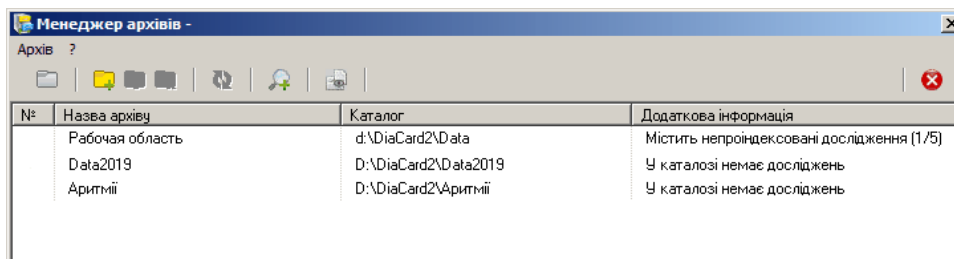 Менеджер архівів -
Архів ?
№ Назва архіву Каталог Додаткова інформація
Рабочая область d:\DiaCard2\Data Містить непроіндексовані дослідження (1/5)
Data2019 D:\DiaCard2\Data2019 У каталозі немає досліджень
Аритмії D:\DiaCard2\Аритмії У каталозі немає досліджень